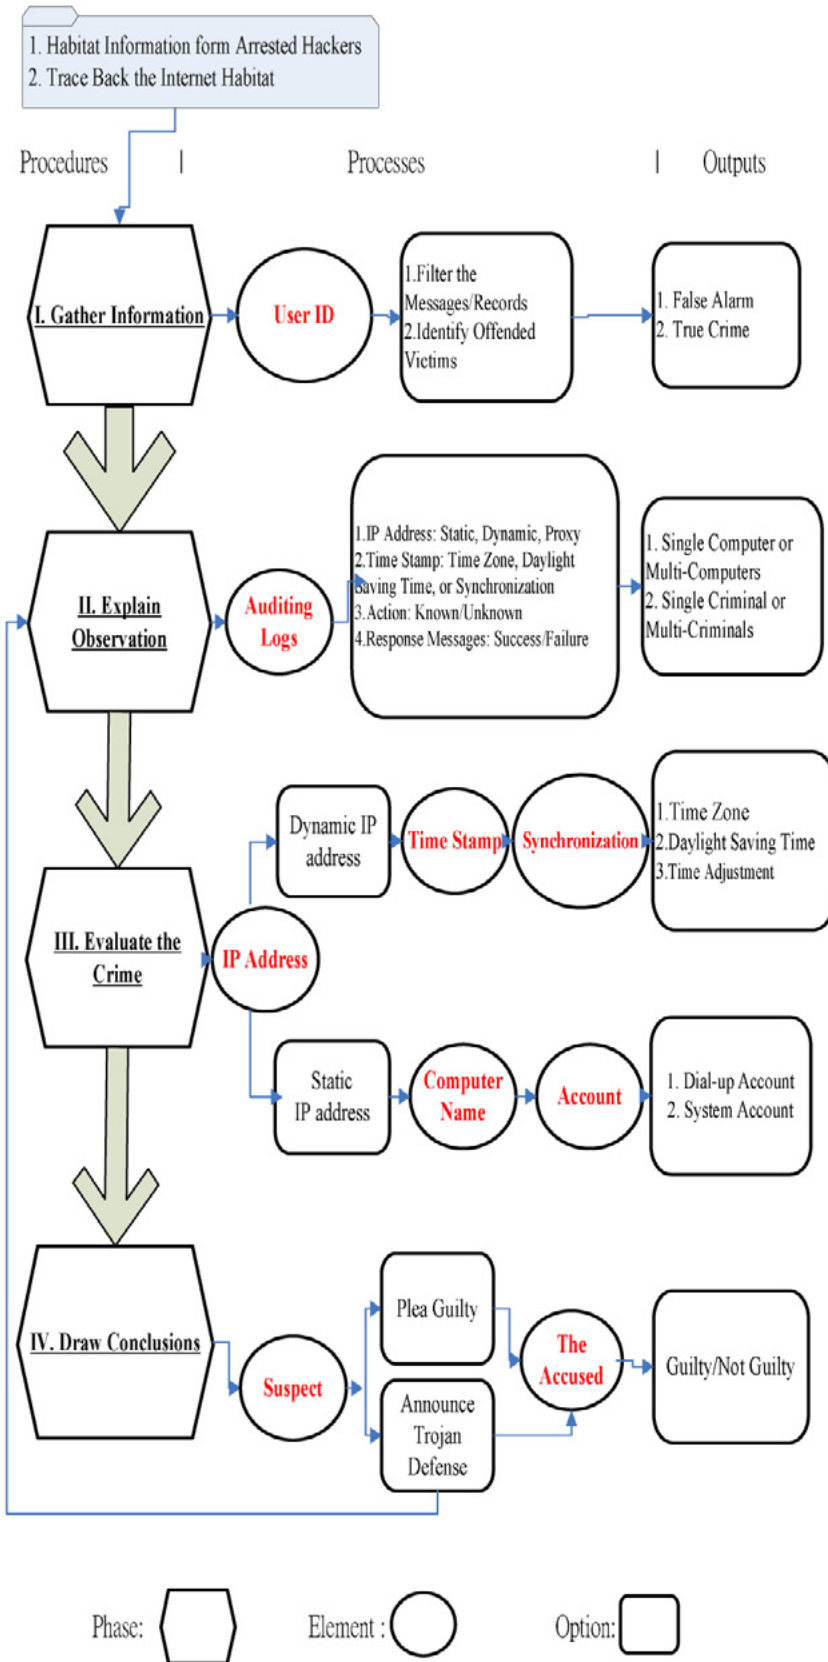 1. Habitat Information form Arrested Hackers
2. Trace Back the Internet Habitat
Procedures | Processes | Outputs
I. Gather Information
User ID
1.Filter the
Messages/Records
2.Identify Offended
Victims
1. False Alarm
2. True Crime
II. Explain
Observation
Auditing
Logs
1.IP Address: Static, Dynamic, Proxy
2.Time Stamp: Time Zone, Daylight
Saving Time, or Synchronization
3.Action: Known/Unknown
4.Response Messages: Success/Failure
1. Single Computer or
Multi-Computers
2. Single Criminal or
Multi-Criminals
III. Evaluate the
Crime
IP Address
Dynamic IP
address
Time Stamp
Synchronization
1.Time Zone
2.Daylight Saving Time
3.Time Adjustment
Static
IP address
Computer
Name
Account
1. Dial-up Account
2. System Account
IV. Draw Conclusions
Suspect
Plea Guilty
Announce
Trojan
Defense
The
Accused
Guilty/Not Guilty
Phase:
Element :
Option: